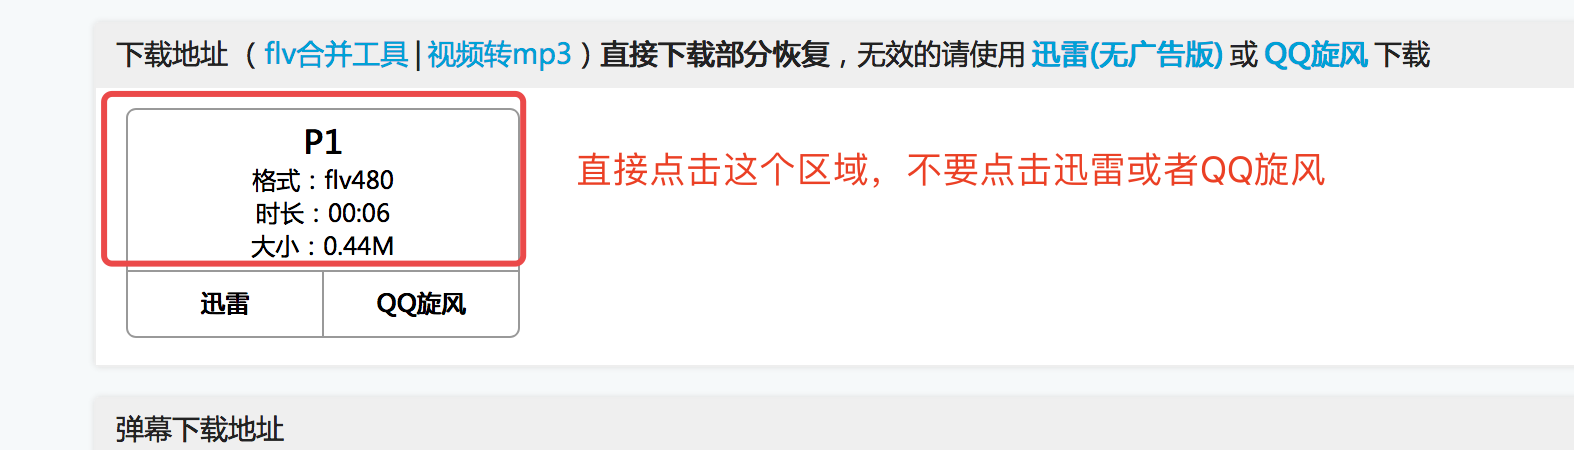 下载地址（flv合并工具|视频转mp3）直接下载部分恢复，无效的请使用 迅雷(无广告版) 或 QQ旋风 下载
P1
格式：flv480
时长：00:06
大小：0.44M
直接点击这个区域，不要点击迅雷或者QQ旋风
迅雷
QQ旋风
弹幕下载地址